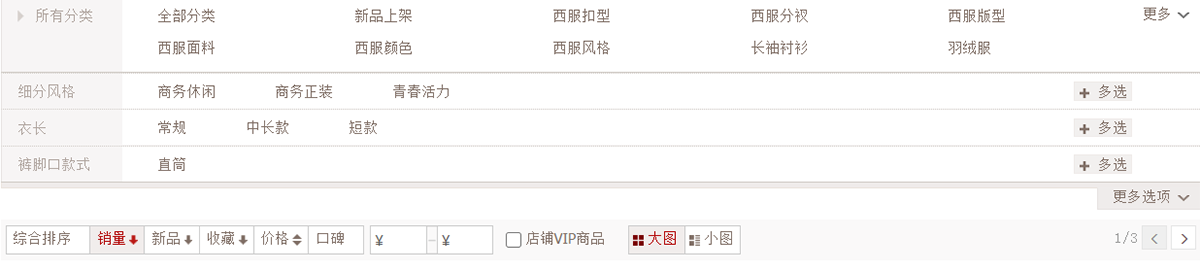 所有分类 全部分类 新品上架 西服扣型 西服分衩 西服版型 更多
西服面料 西服颜色 西服风格 长袖衬衫 羽绒服
细分风格 商务休闲 商务正装 青春活力 多选
衣长 常规 中长款 短款 多选
裤脚口款式 直筒 多选
更多选项
综合排序 销量 新品 收藏 价格 口碑 ¥ - ¥ 店铺VIP商品 大图 小图 1/3